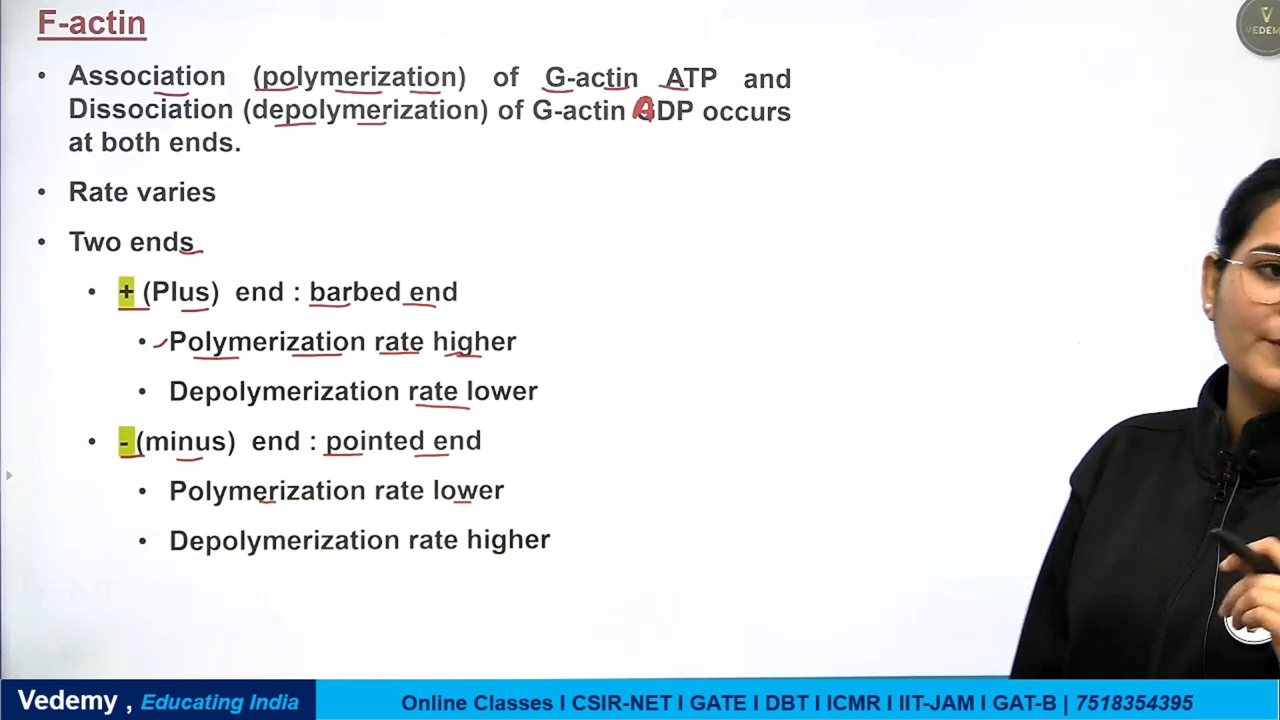 F-actin
• Association (polymerization) of G-actin ATP and
Dissociation (depolymerization) of G-actin ADP occurs
at both ends.
• Rate varies
• Two ends
• + (Plus) end : barbed end
• Polymerization rate higher
• Depolymerization rate lower
• - (minus) end : pointed end
• Polymerization rate lower
• Depolymerization rate higher
V
VEDEM
Vedemy , Educating India
Online Classes I CSIR-NET I GATE I DBT I ICMR I IIT-JAM I GAT-B | 7518354395